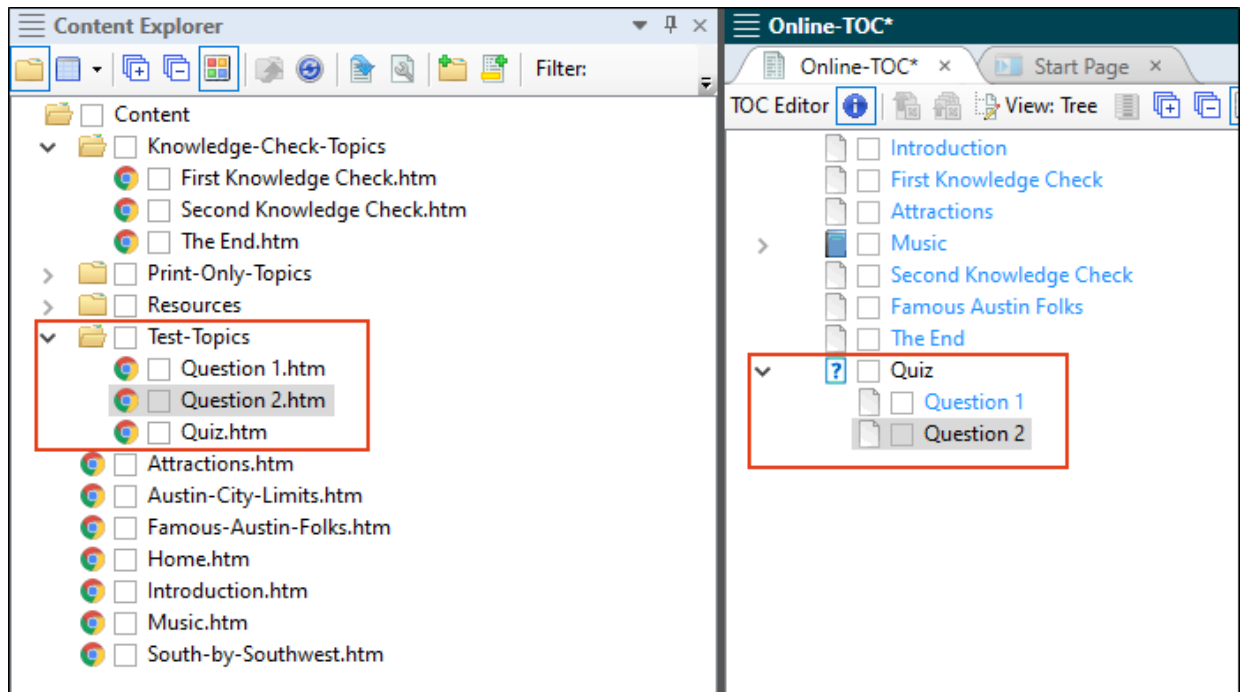 Content Explorer
Filter:
Content
Knowledge-Check-Topics
First Knowledge Check.htm
Second Knowledge Check.htm
The End.htm
Print-Only-Topics
Resources
Test-Topics
Question 1.htm
Question 2.htm
Quiz.htm
Attractions.htm
Austin-City-Limits.htm
Famous-Austin-Folks.htm
Home.htm
Introduction.htm
Music.htm
South-by-Southwest.htm
Online-TOC*
Online-TOC* Start Page
TOC Editor View: Tree
Introduction
First Knowledge Check
Attractions
Music
Second Knowledge Check
Famous Austin Folks
The End
Quiz
Question 1
Question 2